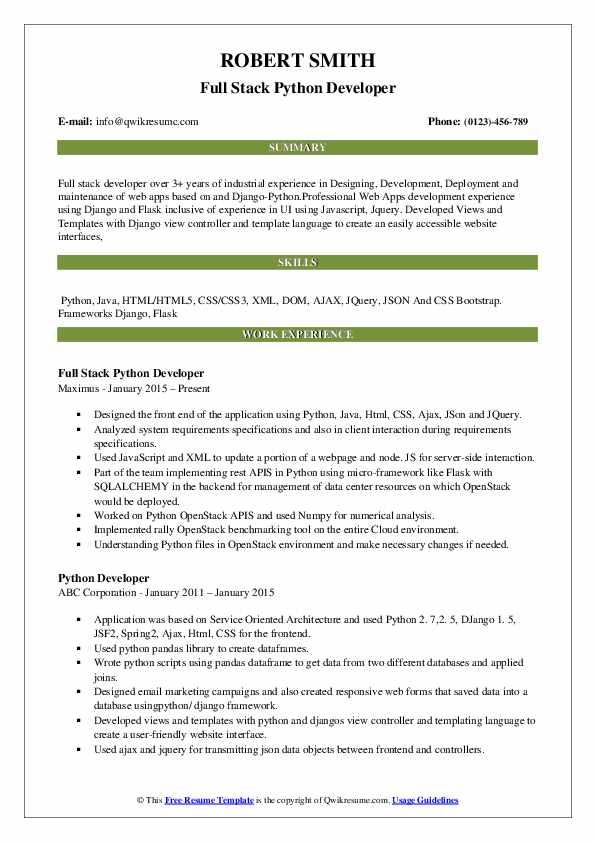 ROBERT SMITH
Full Stack Python Developer
E-mail: info@qwikresume.com
Phone: (0123)-456-789
SUMMARY
Full stack developer over 3+ years of industrial experience in Designing, Development, Deployment and
maintenance of web apps based on and Django-Python.Professional Web Apps development experience
using Django and Flask inclusive of experience in UI using Javascript, Jquery. Developed Views and
Templates with Django view controller and template language to create an easily accessible website
interfaces,
SKILLS
Python, Java, HTML/HTML5, CSS/CSS3, XML, DOM, AJAX, JQuery, JSON And CSS Bootstrap.
Frameworks Django, Flask
WORK EXPERIENCE
Full Stack Python Developer
Maximus - January 2015 – Present
▪ Designed the front end of the application using Python, Java, Html, CSS, Ajax, JSon and JQuery.
▪ Analyzed system requirements specifications and also in client interaction during requirements
specifications.
▪ Used JavaScript and XML to update a portion of a webpage and node. JS for server-side interaction.
▪ Part of the team implementing rest APIS in Python using micro-framework like Flask with
SQLALCHEMY in the backend for management of data center resources on which OpenStack
would be deployed.
▪ Worked on Python OpenStack APIS and used Numpy for numerical analysis.
▪ Implemented rally OpenStack benchmarking tool on the entire Cloud environment.
▪ Understanding Python files in OpenStack environment and make necessary changes if needed.
Python Developer
ABC Corporation - January 2011 – January 2015
▪ Application was based on Service Oriented Architecture and used Python 2. 7,2. 5, DJango 1. 5,
JSF2, Spring2, Ajax, Html, CSS for the frontend.
▪ Used python pandas library to create dataframes.
▪ Wrote python scripts using pandas dataframe to get data from two different databases and applied
joins.
▪ Designed email marketing campaigns and also created responsive web forms that saved data into a
database usingpython/ django framework.
▪ Developed views and templates with python and djangos view controller and templating language to
create a user-friendly website interface.
▪ Used ajax and jquery for transmitting json data objects between frontend and controllers.
© This Free Resume Template is the copyright of Qwikresume.com. Usage Guidelines